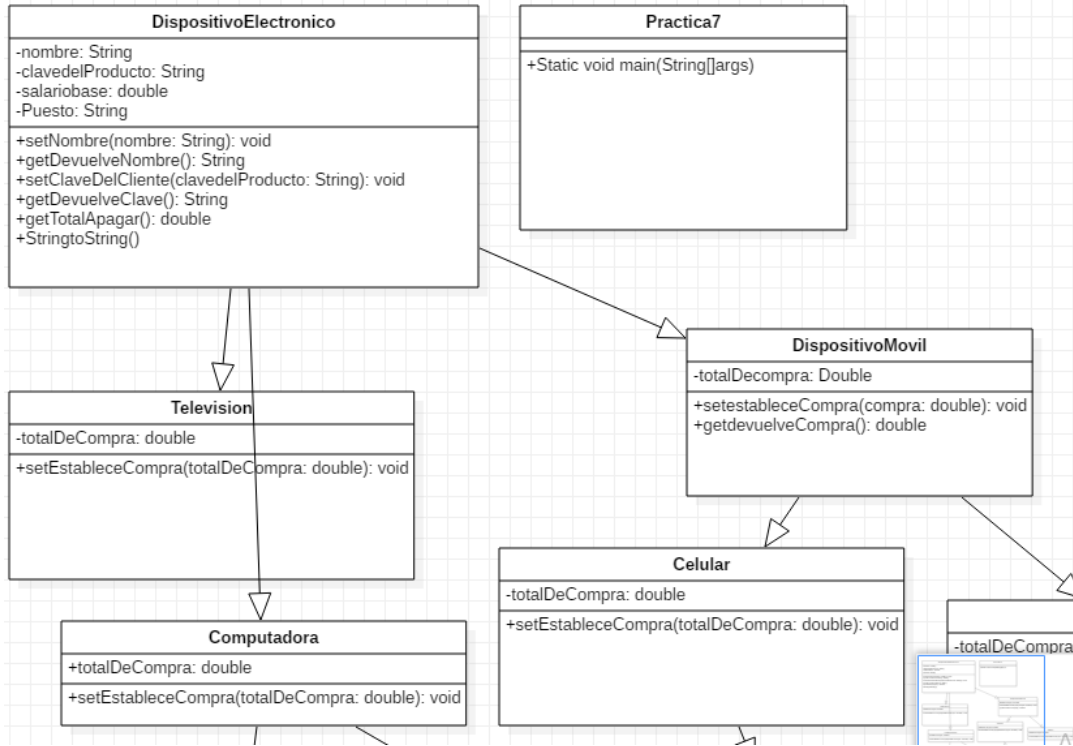 DispositivoElectronico
-nombre: String
-clavedelProducto: String
-salariobase: double
-Puesto: String
+setNombre(nombre: String): void
+getDevuelveNombre(): String
+setClaveDelCliente(clavedelProducto: String): void
+getDevuelveClave(): String
+getTotalApagar(): double
+StringtoString()
Practica7
+Static void main(String[]args)
DispositivoMovil
-totalDecompra: Double
+setestableceCompra(compra: double): void
+getdevuelveCompra(): double
Television
-totalDeCompra: double
+setEstableceCompra(totalDeCompra: double): void
Celular
-totalDeCompra: double
+setEstableceCompra(totalDeCompra: double): void
Computadora
+totalDeCompra: double
+setEstableceCompra(totalDeCompra: double): void
-totalDeCompra